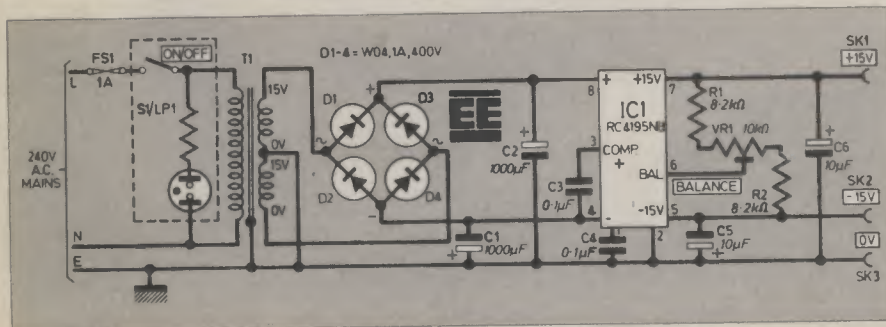 FS1
1A
L
ON/OFF
S1/LP1
240V
A.C.
MAINS
N
E
T1
15V
0V
15V
0V
D1-4 = W04,1A,400V
D1
D3
D2
D4
+
~
~
-
EE
C1
1000µF
+
C2
1000µF
+
C3
0·1µF
C4
0·1µF
8
+
+15V
7
IC1
RC4195NB
3
COMP.
+
6
BAL
4
-
-15V
5
1
2
BALANCE
R1
8·2kΩ
VR1
10kΩ
R2
8·2kΩ
C5
10µF
+
C6
10µF
+
SK1
+15V
SK2
-15V
0V
SK3